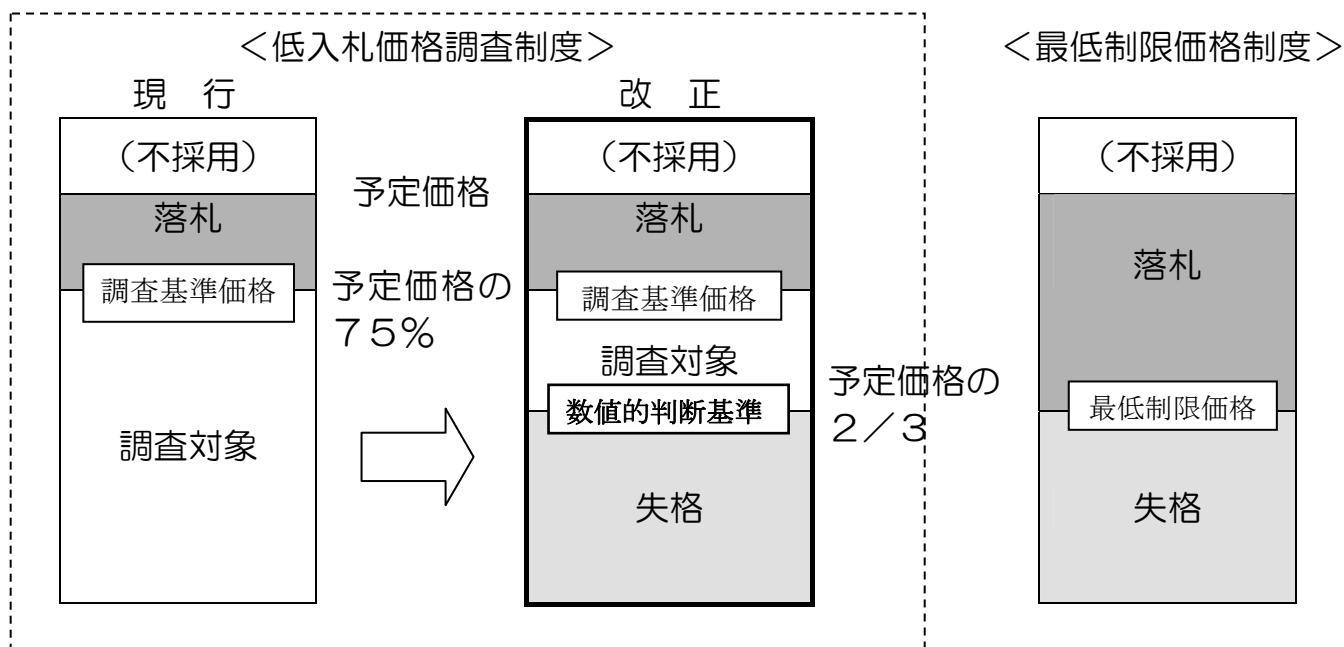 ＜低入札価格調査制度＞
＜最低制限価格制度＞
現　行
改　正
（不採用）
落札
調査基準価格
調査対象
予定価格
予定価格の
７５％
（不採用）
落札
調査基準価格
調査対象
数値的判断基準
失格
予定価格の
２／３
（不採用）
落札
最低制限価格
失格